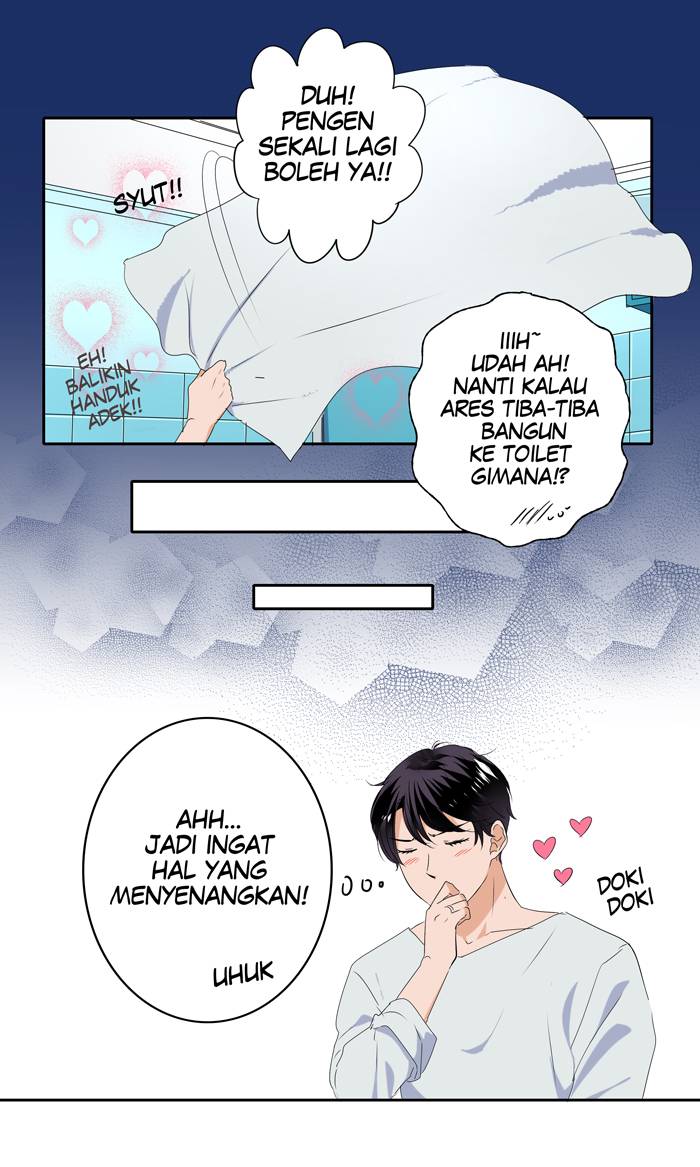 DUH!
PENGEN
SEKALI LAGI
BOLEH YA!!
SYUT!!
EH!
BALIKIN
HANDUK
ADEK!!
IIIH~
UDAH AH!
NANTI KALAU
ARES TIBA-TIBA
BANGUN
KE TOILET
GIMANA!?
AHH...
JADI INGAT
HAL YANG
MENYENANGKAN!
UHUK
DOKI
DOKI